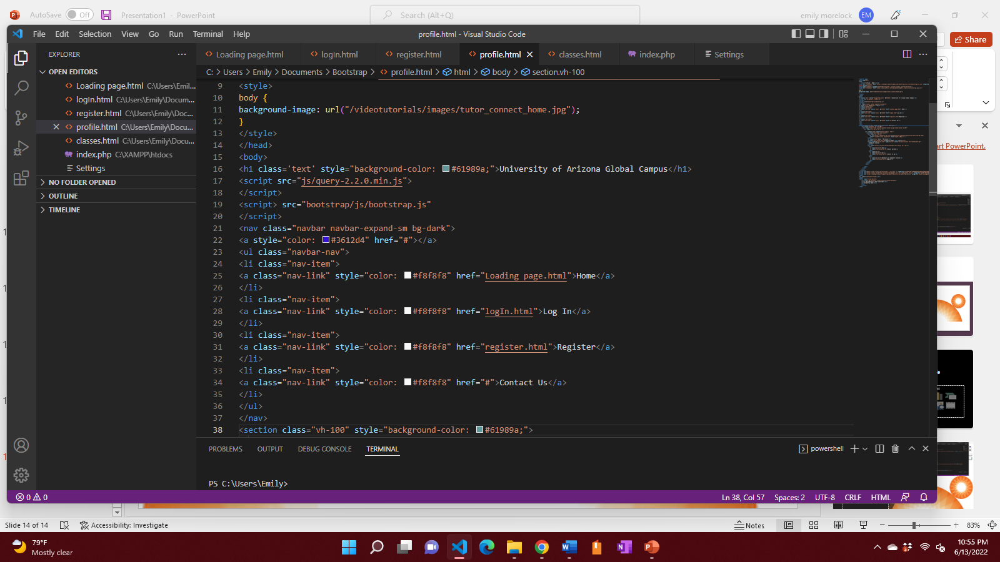 AutoSave Off Presentation1 - PowerPoint Search (Alt+Q) emily morelock EM
File Edit Selection View Go Run Terminal Help profile.html - Visual Studio Code
Share
EXPLORER
Loading page.html logIn.html register.html profile.html classes.html index.php Settings
C: > Users > Emily > Documents > Bootstrap > profile.html > html > body > section.vh-100
OPEN EDITORS
Loading page.html C:\Users\Emil...
logIn.html C:\Users\Emily\Docum...
register.html C:\Users\Emily\Doc...
profile.html C:\Users\Emily\Docu...
classes.html C:\Users\Emily\Docu...
index.php C:\XAMPP\htdocs
Settings
NO FOLDER OPENED
OUTLINE
TIMELINE
9 <style>
10 body {
11 background-image: url("/videotutorials/images/tutor_connect_home.jpg");
12 }
13 </style>
14 </head>
15 <body>
16 <h1 class='text' style="background-color: #61989a;">University of Arizona Global Campus</h1>
17 <script src="js/query-2.2.0.min.js">
18 </script>
19 <script> src="bootstrap/js/bootstrap.js"
20 </script>
21 <nav class="navbar navbar-expand-sm bg-dark">
22 <a style="color: #3612d4" href="#"></a>
23 <ul class="navbar-nav">
24 <li class="nav-item">
25 <a class="nav-link" style="color: #f8f8f8" href="Loading page.html">Home</a>
26 </li>
27 <li class="nav-item">
28 <a class="nav-link" style="color: #f8f8f8" href="logIn.html">Log In</a>
29 </li>
30 <li class="nav-item">
31 <a class="nav-link" style="color: #f8f8f8" href="register.html">Register</a>
32 </li>
33 <li class="nav-item">
34 <a class="nav-link" style="color: #f8f8f8" href="#">Contact Us</a>
35 </li>
36 </ul>
37 </nav>
38 <section class="vh-100" style="background-color: #61989a;">
art PowerPoint.
PROBLEMS OUTPUT DEBUG CONSOLE TERMINAL powershell
PS C:\Users\Emily>
0 0 Ln 38, Col 57 Spaces: 2 UTF-8 CRLF HTML
Slide 14 of 14 Accessibility: Investigate Notes 83%
79°F
Mostly clear
10:55 PM
6/13/2022